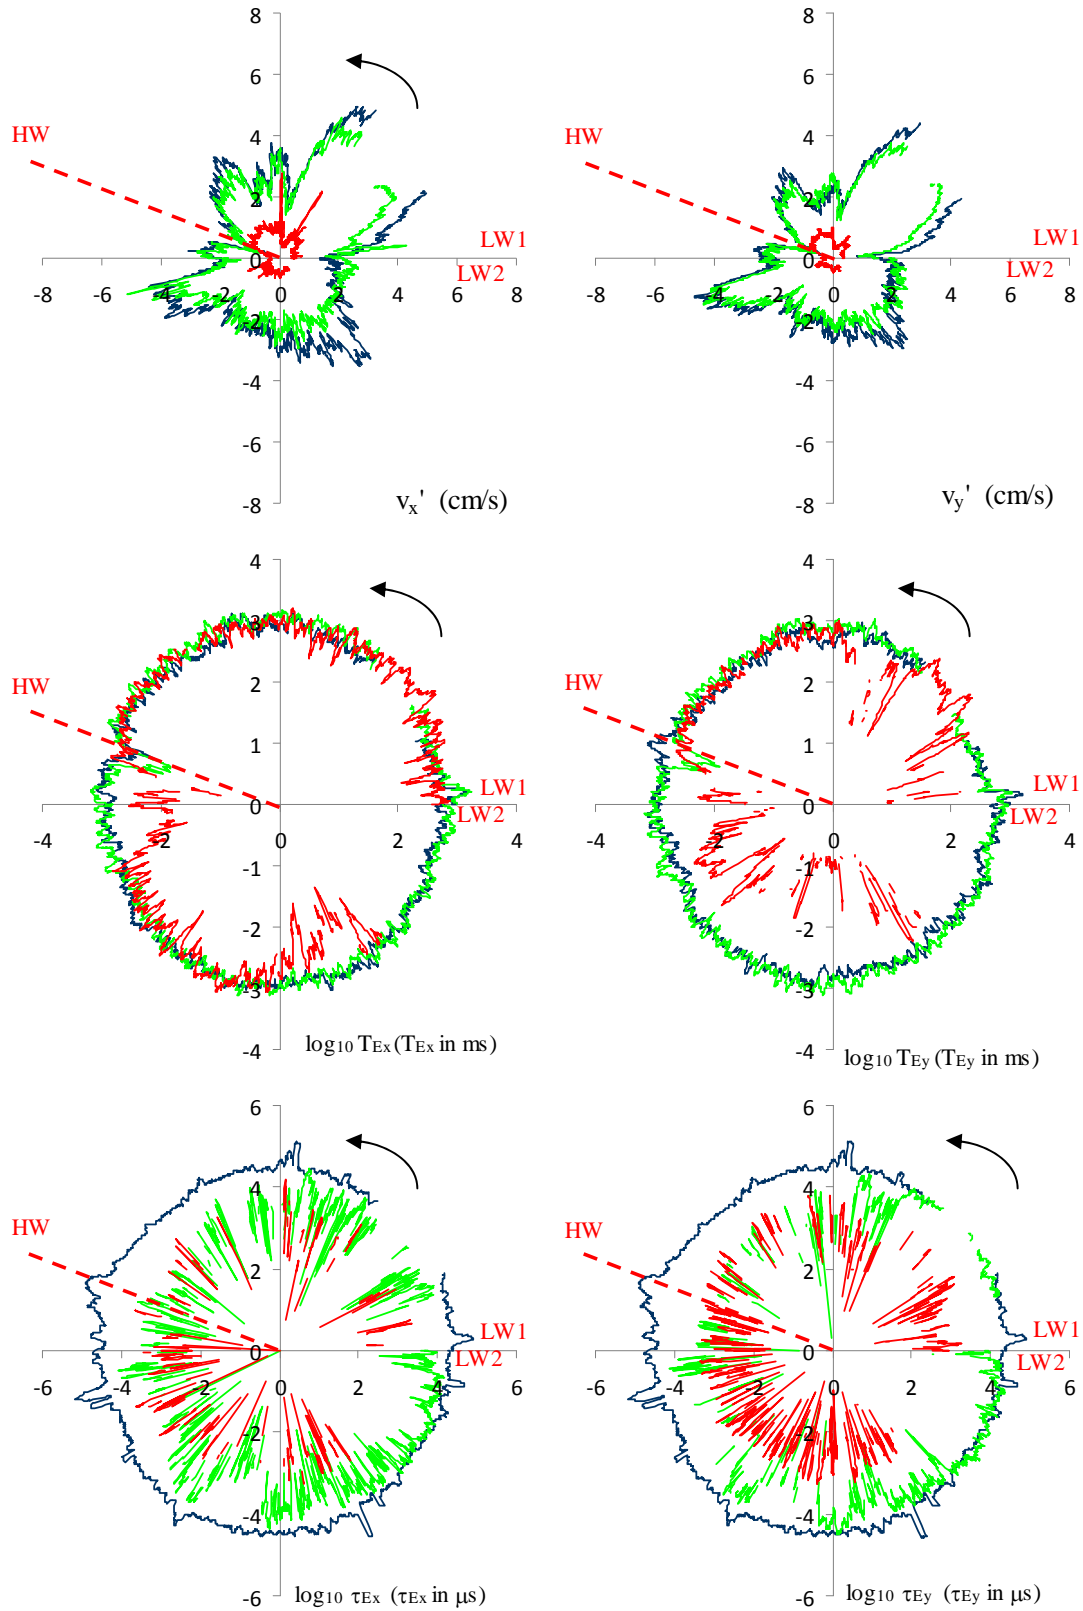 8 8
6 6
HW 4 HW 4
2 2
LW1 LW1
0 0
LW2 LW2
-8 -6 -4 -2 0 2 4 6 8 -8 -6 -4 -2 0 2 4 6 8
-2 -2
-4 -4
-6 -6
-8 -8
vx' (cm/s) vy' (cm/s)
4 4
3 3
HW 2 HW 2
1 1
LW1 LW1
0 0
LW2 LW2
-4 -2 0 2 4 -4 -2 0 2 4
-1 -1
-2 -2
-3 -3
-4 -4
log10 TEx (TEx in ms) log10 TEy (TEy in ms)
6 6
4 4
HW HW
2 2
LW1 LW1
0 0
LW2 LW2
-6 -4 -2 0 2 4 6 -6 -4 -2 0 2 4 6
-2 -2
-4 -4
-6 -6
log10 τEx (τEx in μs) log10 τEy (τEy in μs)